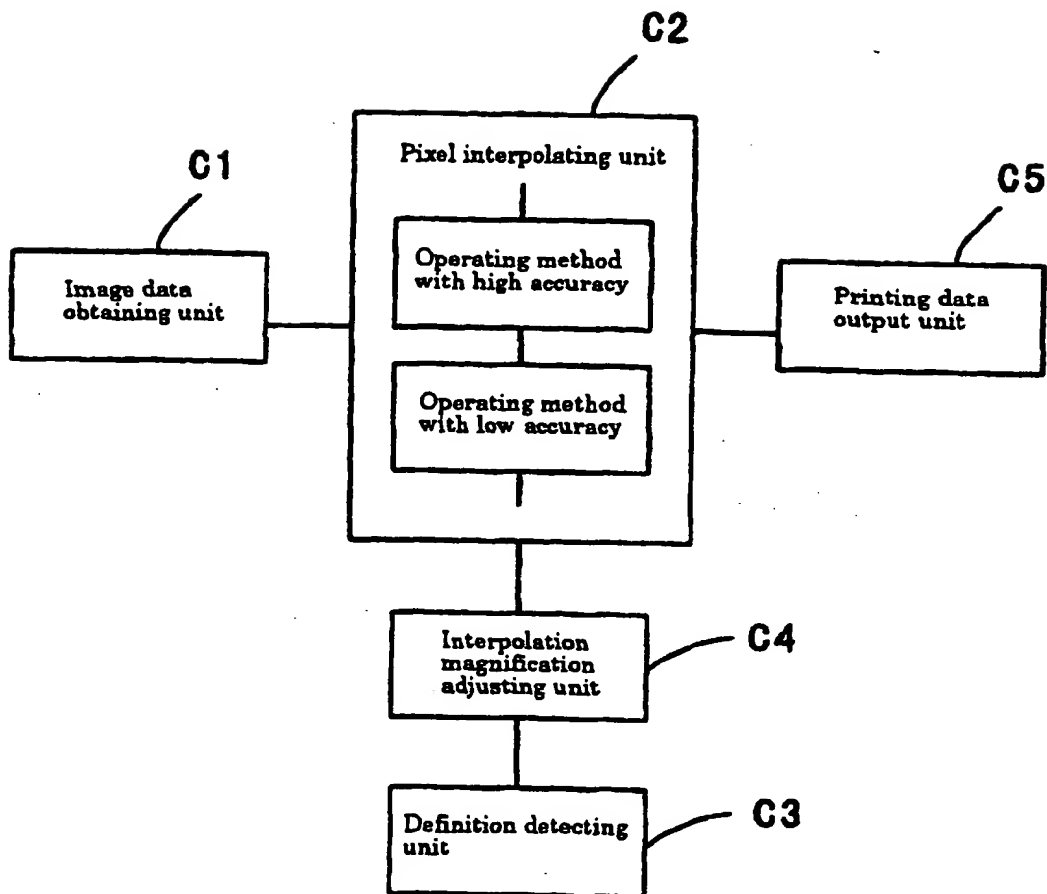 C2
Pixel interpolating unit
C1
C5
Operating method
with high accuracy
Image data
obtaining unit
Printing data
output unit
Operating method
with low accuracy
Interpolation
magnification
adjusting unit
C4
Definition detecting
unit
C3